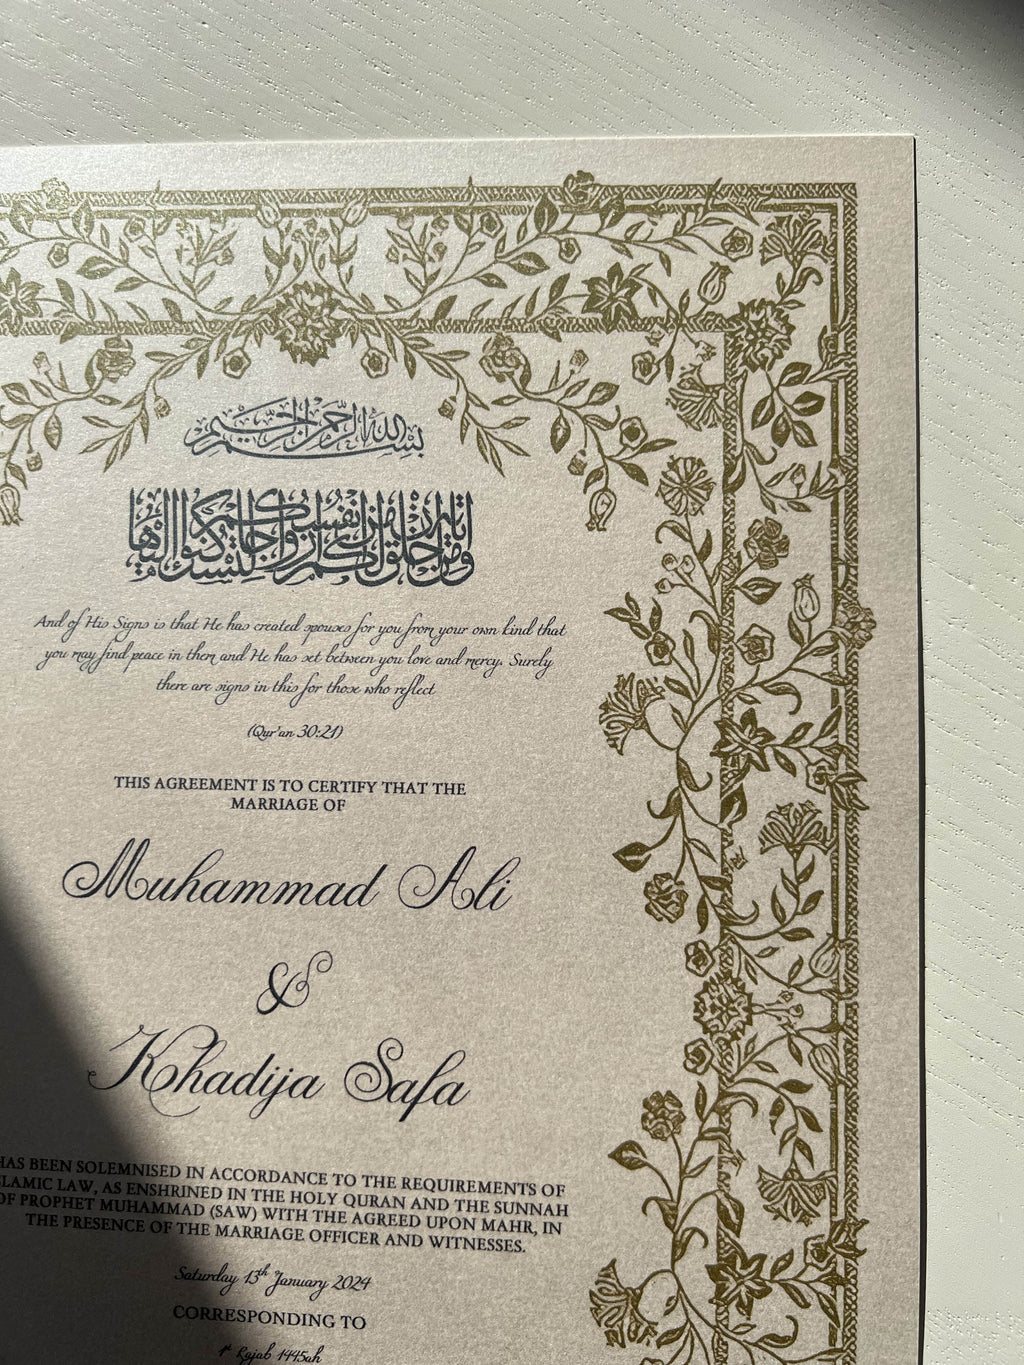 بسم الله الرحمن الرحيم
ومن آياته أن خلق لكم من أنفسكم أزواجا لتسكنوا إليها
And of His Signs is that He has created spouses for you from your own kind that
you may find peace in them and He has set between you love and mercy. Surely
there are signs in this for those who reflect
(Qur'an 30:21)
THIS AGREEMENT IS TO CERTIFY THAT THE
MARRIAGE OF
Muhammad Ali
&
Khadija Safa
HAS BEEN SOLEMNISED IN ACCORDANCE TO THE REQUIREMENTS OF
ISLAMIC LAW, AS ENSHRINED IN THE HOLY QURAN AND THE SUNNAH
OF PROPHET MUHAMMAD (SAW) WITH THE AGREED UPON MAHR, IN
THE PRESENCE OF THE MARRIAGE OFFICER AND WITNESSES.
Saturday 13th January 2024
CORRESPONDING TO
1st Rajab 1445ah